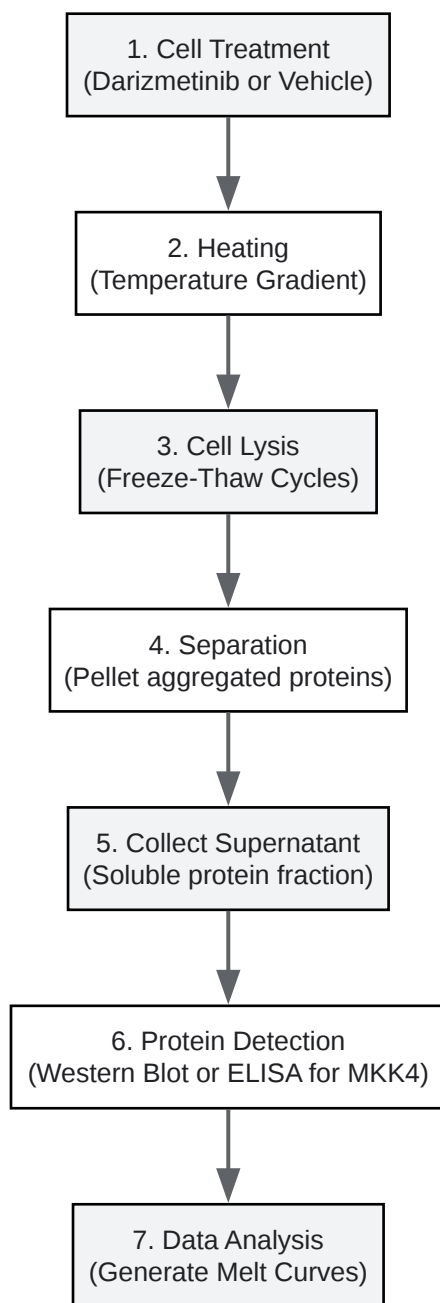 1. Cell Treatment
(Darizmetinib or Vehicle)
2. Heating
(Temperature Gradient)
3. Cell Lysis
(Freeze-Thaw Cycles)
4. Separation
(Pellet aggregated proteins)
5. Collect Supernatant
(Soluble protein fraction)
6. Protein Detection
(Western Blot or ELISA for MKK4)
7. Data Analysis
(Generate Melt Curves)